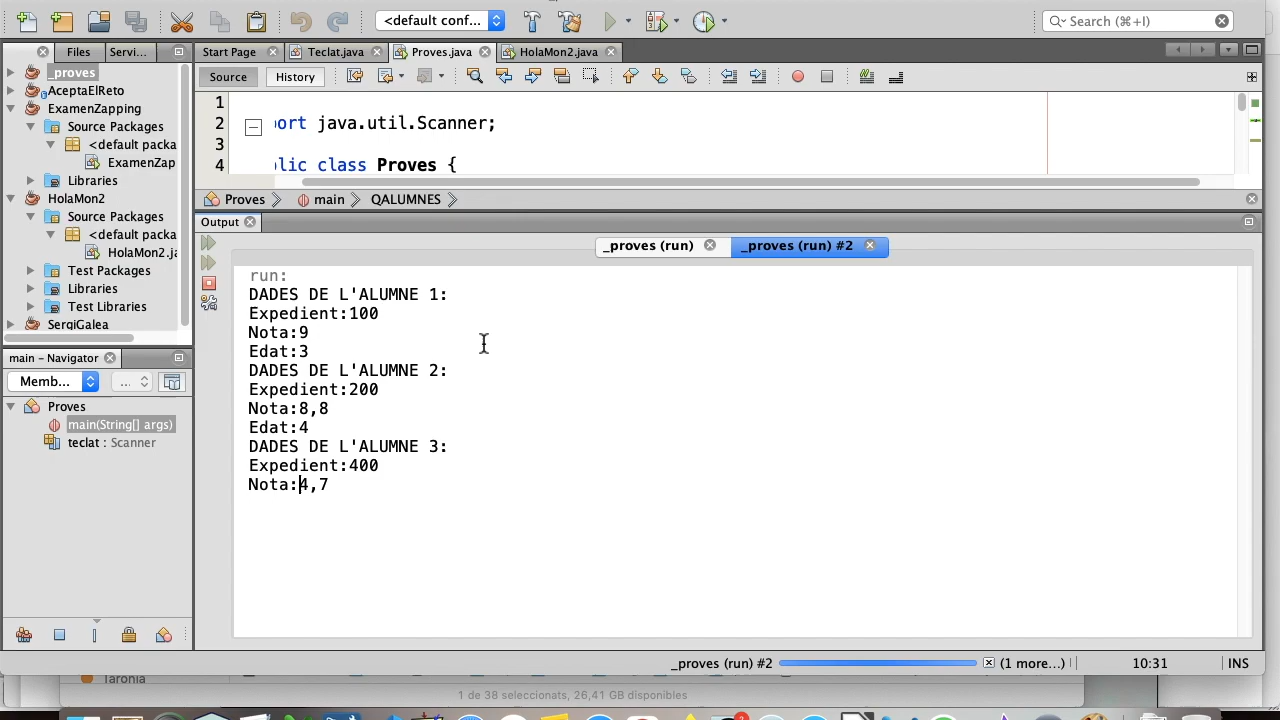 <default conf...
Search (⌘+I)
Files
Servi...
Start Page
Teclat.java
Proves.java
HolaMon2.java
_proves
AceptaElReto
ExamenZapping
Source Packages
<default packa
ExamenZap
Libraries
HolaMon2
Source Packages
<default packa
HolaMon2.ja
Test Packages
Libraries
Test Libraries
SergiGalea
Source
History
1
2 ort java.util.Scanner;
3
4 lic class Proves {
Proves
main
QALUMNES
Output
_proves (run)
_proves (run) #2
run:
DADES DE L'ALUMNE 1:
Expedient:100
Nota:9
Edat:3
DADES DE L'ALUMNE 2:
Expedient:200
Nota:8,8
Edat:4
DADES DE L'ALUMNE 3:
Expedient:400
Nota:4,7
main – Navigator
Memb...
...
Proves
main(String[] args)
teclat : Scanner
_proves (run) #2
(1 more...)
10:31
INS
Taronja
1 de 38 seleccionats, 26,41 GB disponibles